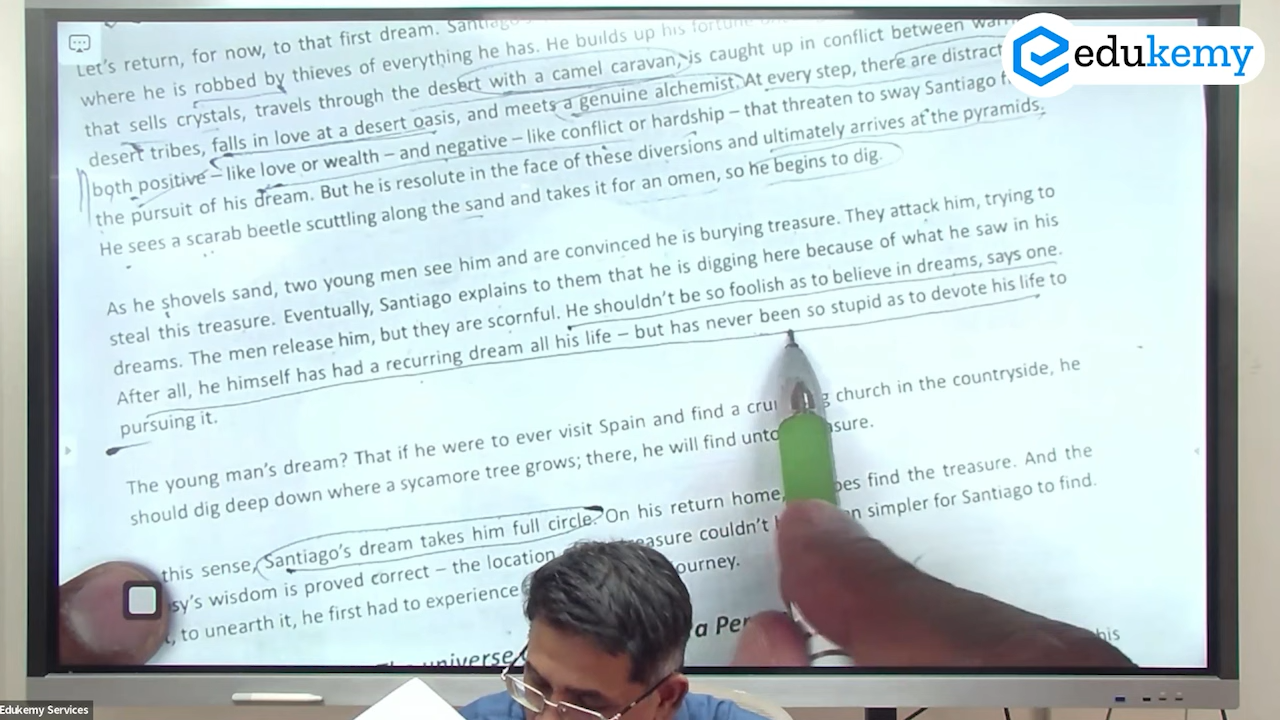 Let's return, for now, to that first dream. Santiago's
where he is robbed by thieves of everything he has. He builds up his fortune
that sells crystals, travels through the desert with a camel caravan, is caught up in conflict between
desert tribes, falls in love at a desert oasis, and meets a genuine alchemist. At every step, there are
both positive – like love or wealth – and negative – like conflict or hardship – that threaten to sway Santiago
the pursuit of his dream. But he is resolute in the face of these diversions and ultimately arrives at the pyramids.
He sees a scarab beetle scuttling along the sand and takes it for an omen, so he begins to dig.
As he shovels sand, two young men see him and are convinced he is burying treasure. They attack him, trying to
steal this treasure. Eventually, Santiago explains to them that he is digging here because of what he saw in his
dreams. The men release him, but they are scornful. He shouldn't be so foolish as to believe in dreams, says one.
After all, he himself has had a recurring dream all his life – but has never been so stupid as to devote his life to
pursuing it.
The young man's dream? That if he were to ever visit Spain and find a church in the countryside, he
should dig deep down where a sycamore tree grows; there, he will find
this sense, Santiago's dream takes him full circle. On his return home, find the treasure. And the
wisdom is proved correct – the location couldn't simpler for Santiago to find.
to unearth it, he first had to experience
universe a
his
edukemy
Edukemy Services